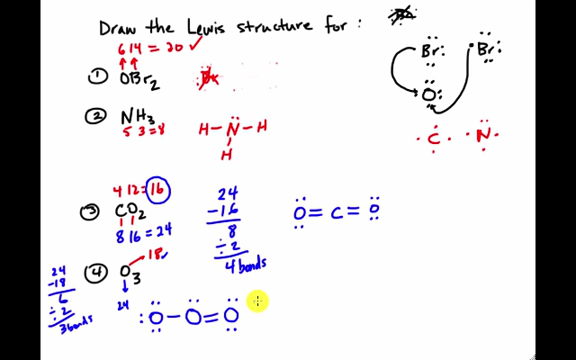 Draw the Lewis structure for :
6 14 = 20 ✓
① OBr₂
Br
Br
O
② NH₃
5 3 = 8
H – N – H
H
C
N
4 12 = 16
③ CO₂
8 16 = 24
24
-16
8
÷ 2
4 bonds
O = C = O
④ O₃
18
24
24
-18
6
÷ 2
3 bonds
O – O = O